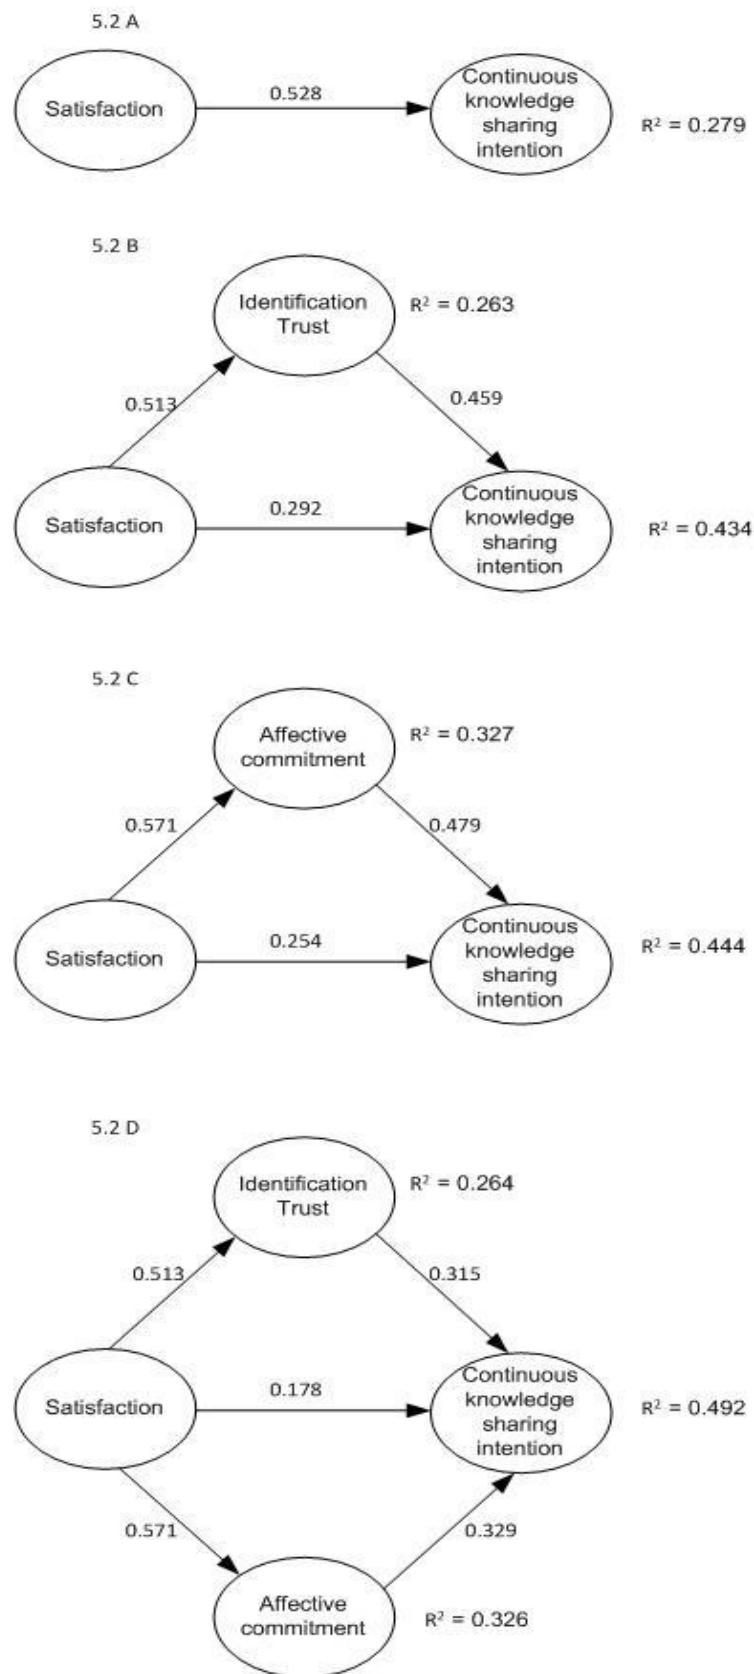 5.2 A
Satisfaction
0.528
Continuous
knowledge
sharing
intention
R² = 0.279
5.2 B
Identification
Trust
R² = 0.263
0.513
0.459
Satisfaction
0.292
Continuous
knowledge
sharing
intention
R² = 0.434
5.2 C
Affective
commitment
R² = 0.327
0.571
0.479
Satisfaction
0.254
Continuous
knowledge
sharing
intention
R² = 0.444
5.2 D
Identification
Trust
R² = 0.264
0.513
0.315
Satisfaction
0.178
Continuous
knowledge
sharing
intention
R² = 0.492
0.571
0.329
Affective
commitment
R² = 0.326